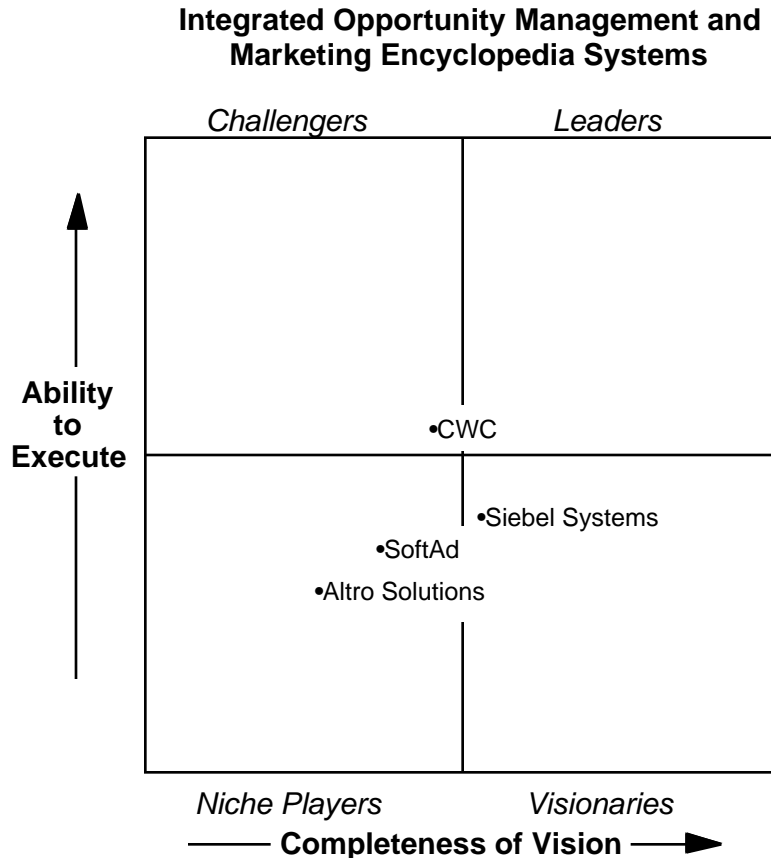 Integrated Opportunity Management and
Marketing Encyclopedia Systems
Challengers
Leaders
Ability
to
Execute
•CWC
•Siebel Systems
•SoftAd
•Altro Solutions
Niche Players
Visionaries
Completeness of Vision